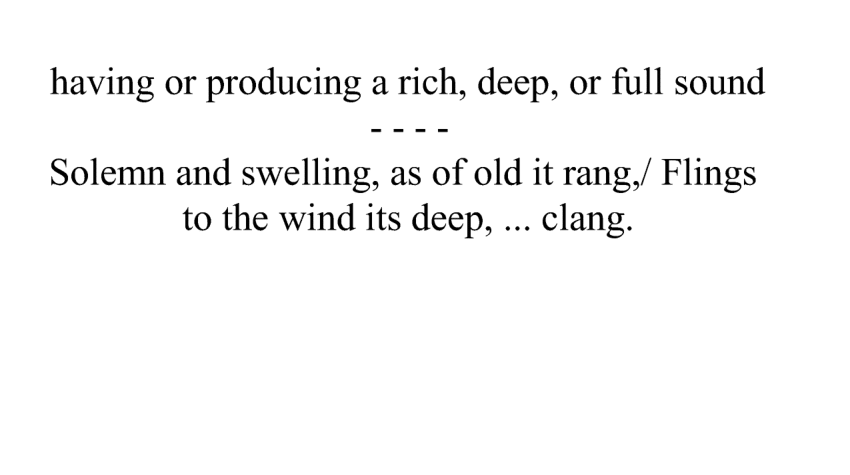 having or producing a rich, deep, or full sound
- - - -
Solemn and swelling, as of old it rang,/ Flings
to the wind its deep, ... clang.